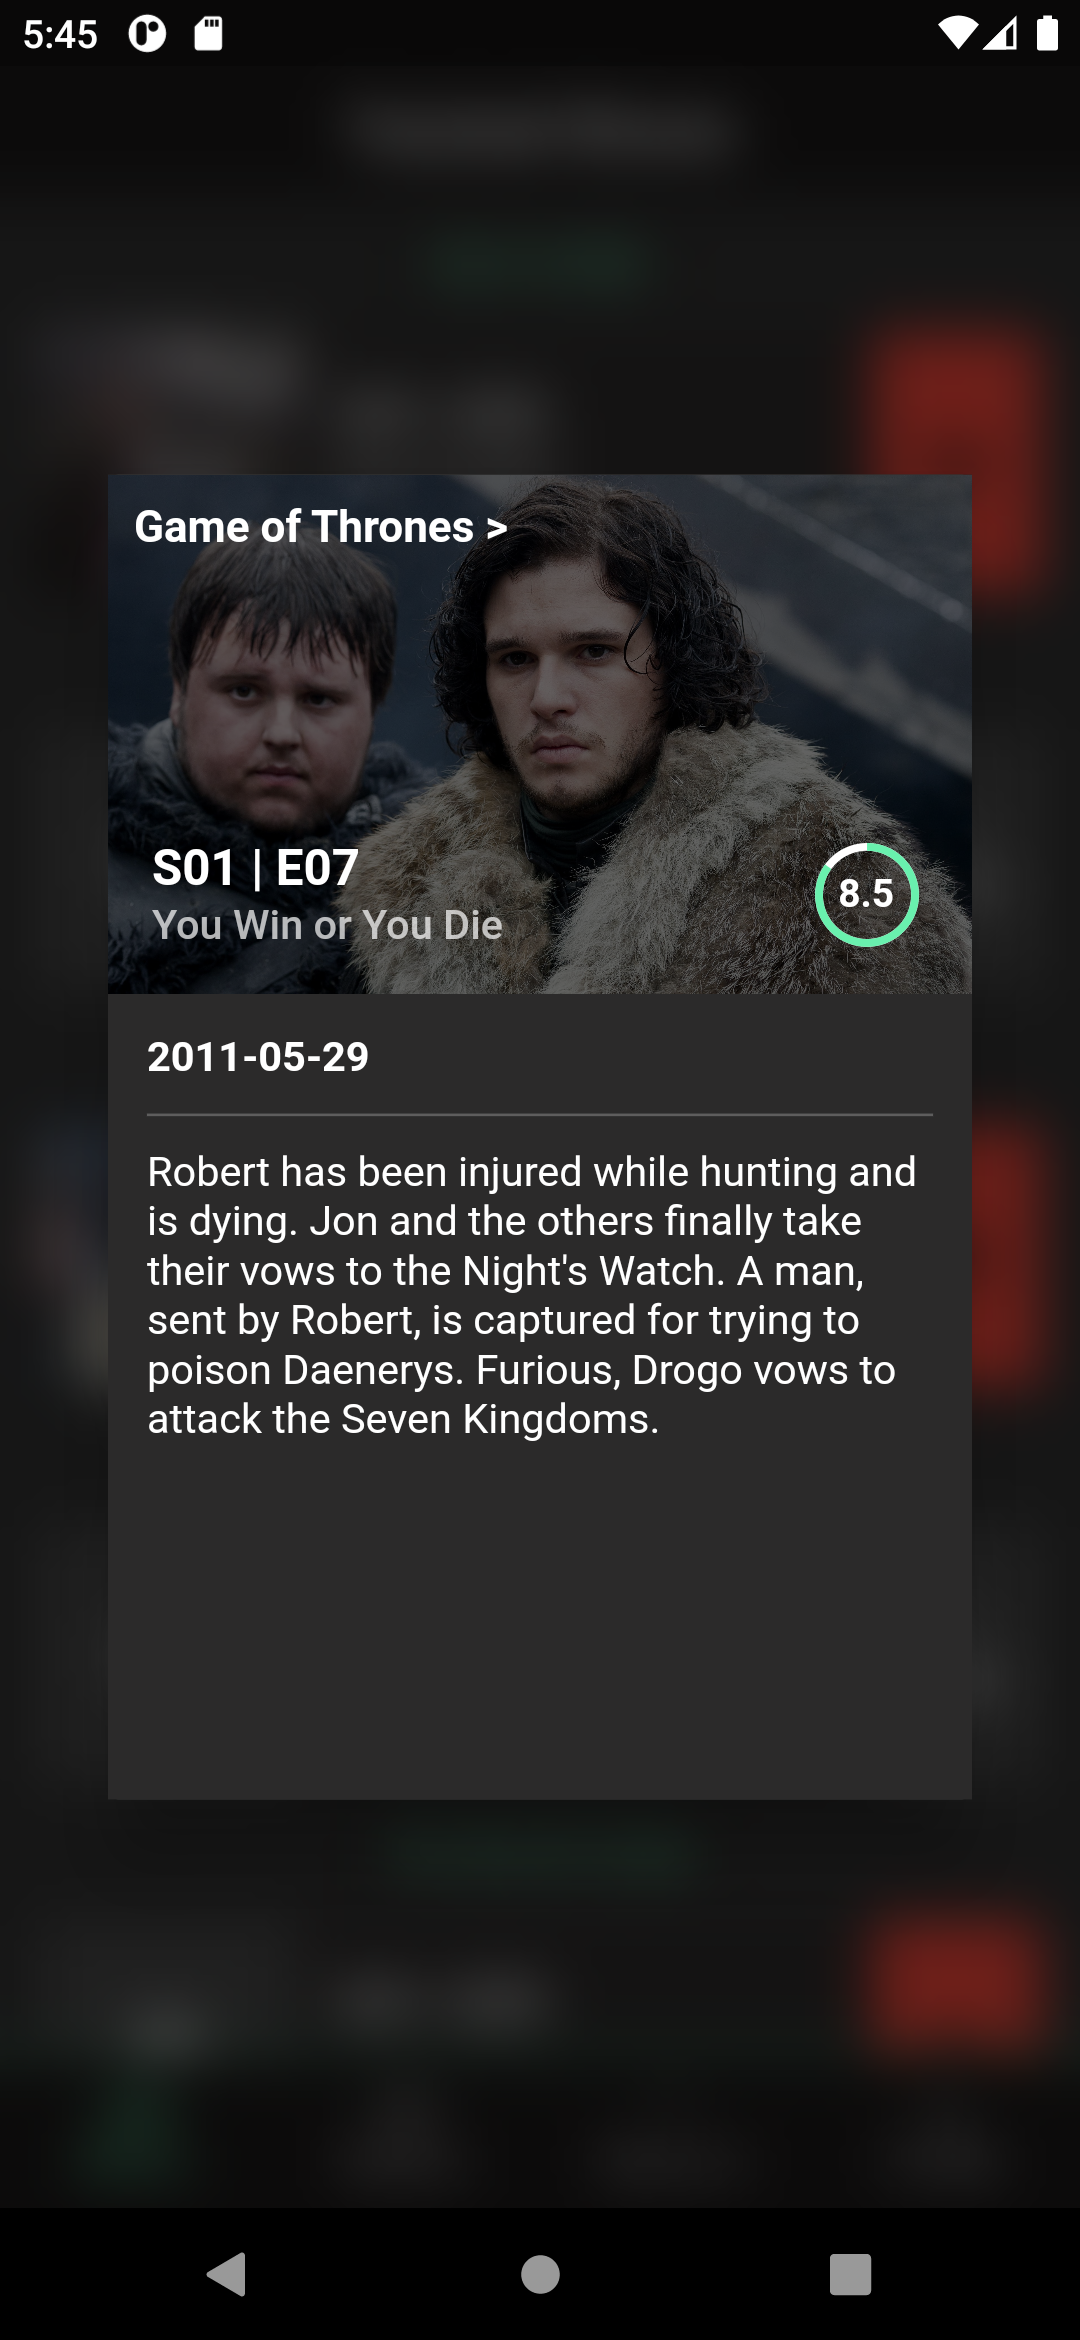 5:45
Game of Thrones >
S01 | E07
You Win or You Die
8.5
2011-05-29
Robert has been injured while hunting and
is dying. Jon and the others finally take
their vows to the Night's Watch. A man,
sent by Robert, is captured for trying to
poison Daenerys. Furious, Drogo vows to
attack the Seven Kingdoms.